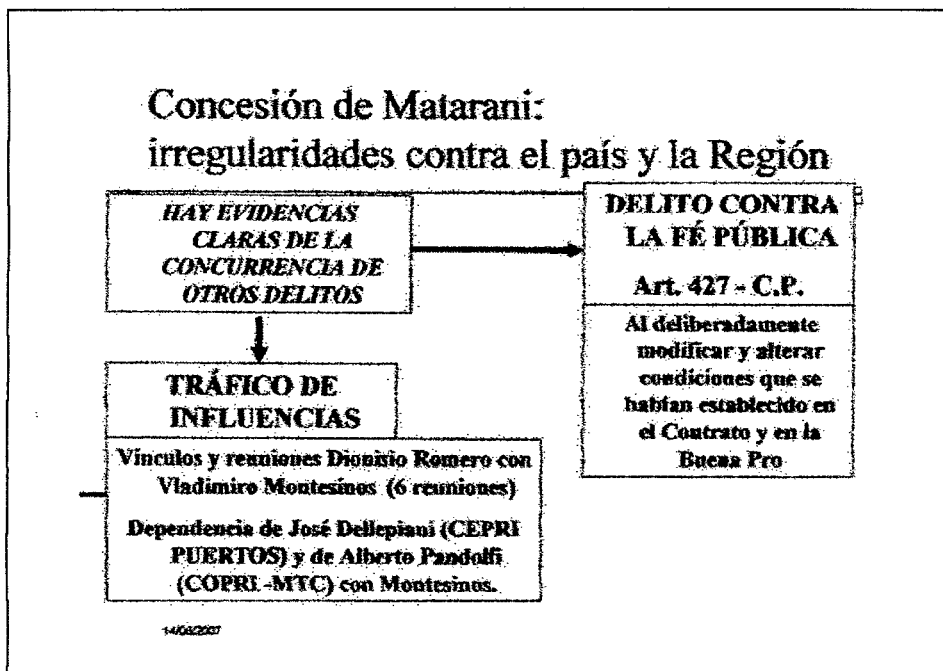 Concesión de Matarani:
irregularidades contra el país y la Región
HAY EVIDENCIAS
CLARAS DE LA
CONCURRENCIA DE
OTROS DELITOS
DELITO CONTRA
LA FÉ PÚBLICA
Art. 427 - C.P.
Al deliberadamente
modificar y alterar
condiciones que se
habían establecido en
el Contrato y en la
Buena Pro
TRÁFICO DE
INFLUENCIAS
Vínculos y reuniones Dionisio Romero con
Vladimiro Montesinos (6 reuniones)
Dependencia de José Dellepiani (CEPRI
PUERTOS) y de Alberto Pandolfi
(COPRI -MTC) con Montesinos.